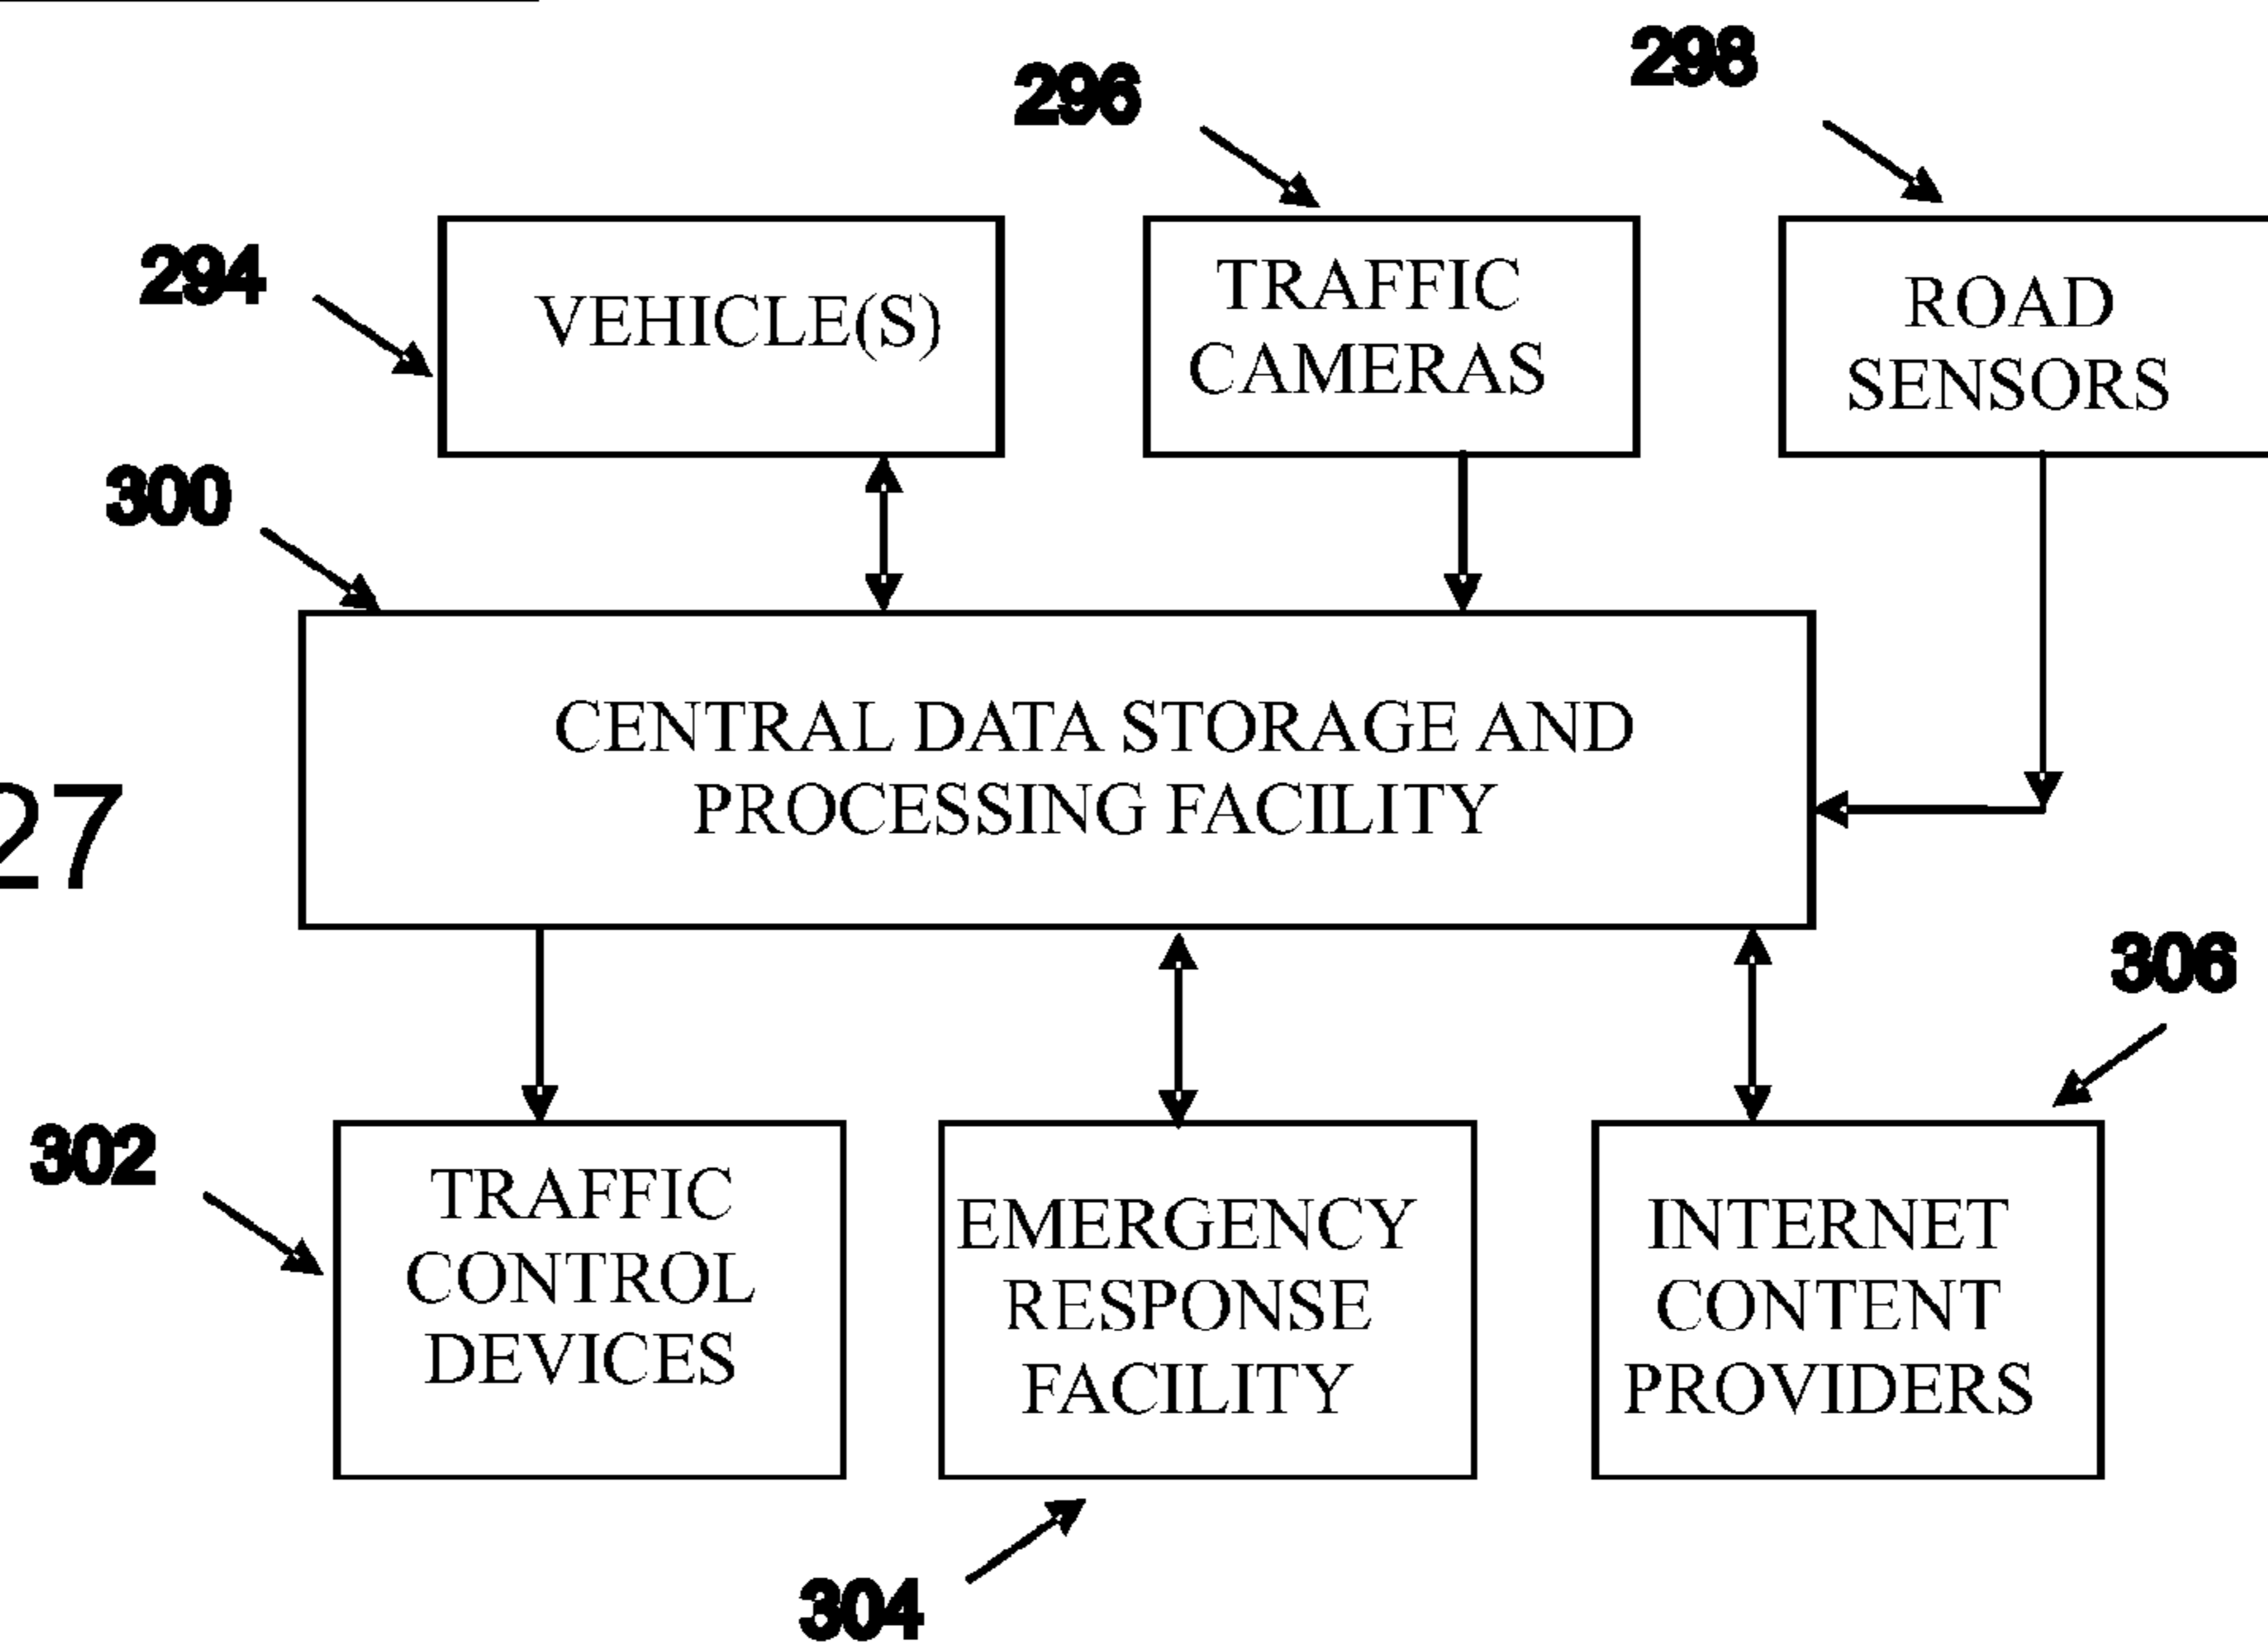 298
296
294
VEHICLE(S)
TRAFFIC
CAMERAS
ROAD
SENSORS
300
CENTRAL DATA STORAGE AND
PROCESSING FACILITY
27
306
302
TRAFFIC
CONTROL
DEVICES
EMERGENCY
RESPONSE
FACILITY
INTERNET
CONTENT
PROVIDERS
304